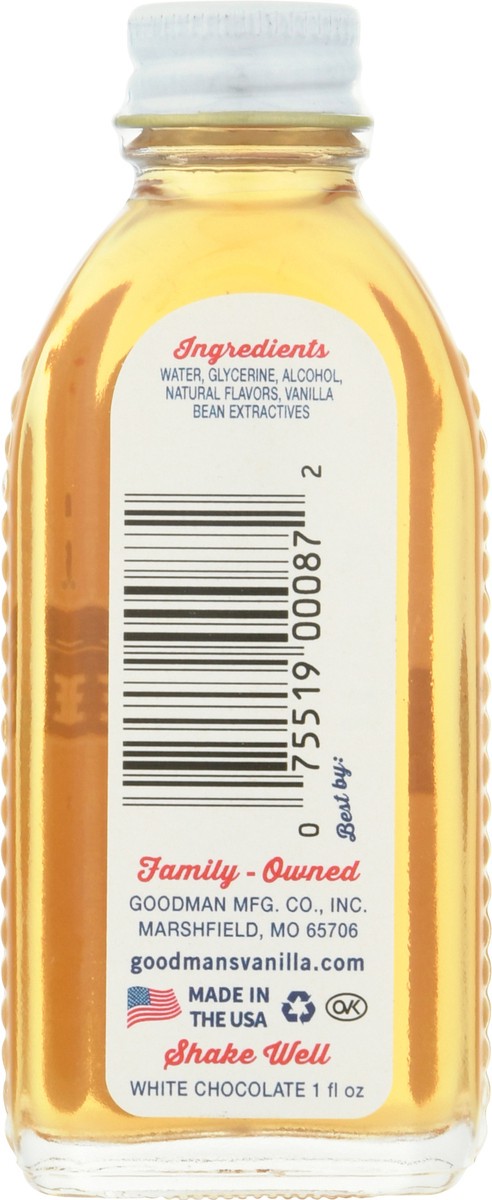 Ingredients
WATER, GLYCERINE, ALCOHOL,
NATURAL FLAVORS, VANILLA
BEAN EXTRACTIVES
0 75519 00087 2
Best by:
Family - Owned
GOODMAN MFG. CO., INC.
MARSHFIELD, MO 65706
goodmansvanilla.com
MADE IN
THE USA
OVK
Shake Well
WHITE CHOCOLATE 1 fl oz